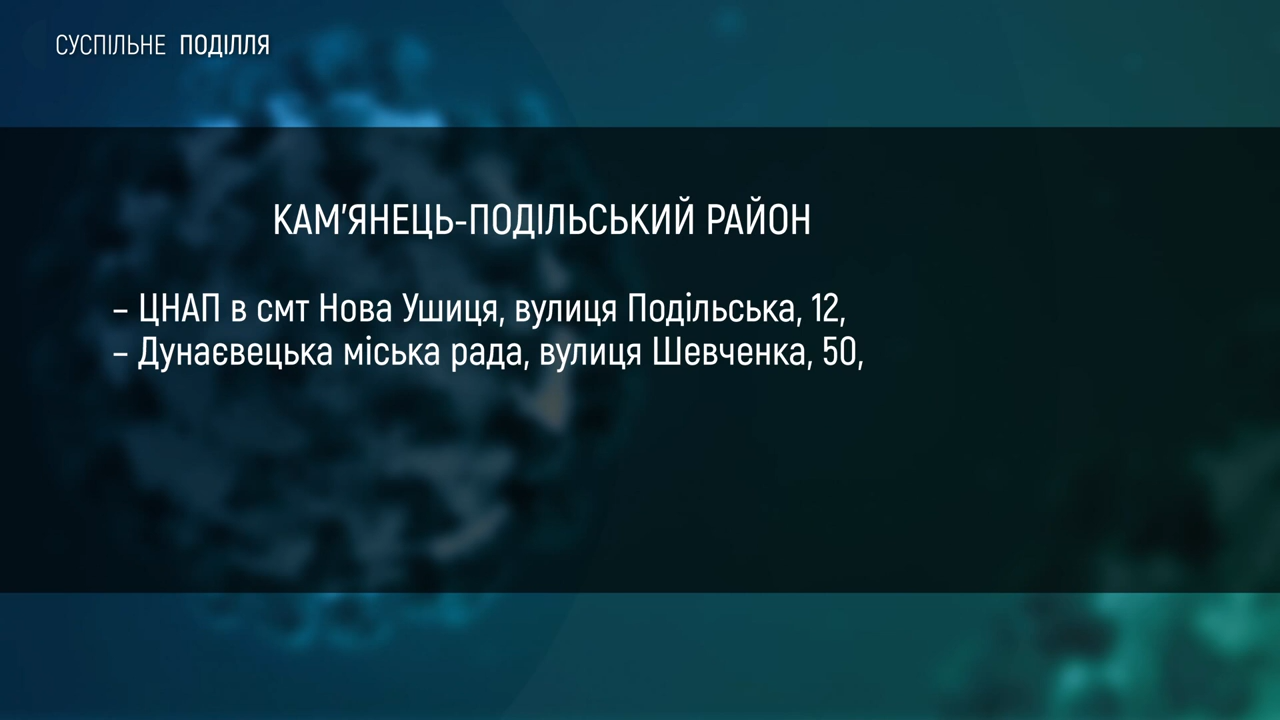 СУСПІЛЬНЕ ПОДІЛЛЯ
КАМ'ЯНЕЦЬ-ПОДІЛЬСЬКИЙ РАЙОН
– ЦНАП в смт Нова Ушиця, вулиця Подільська, 12,
– Дунаєвецька міська рада, вулиця Шевченка, 50,